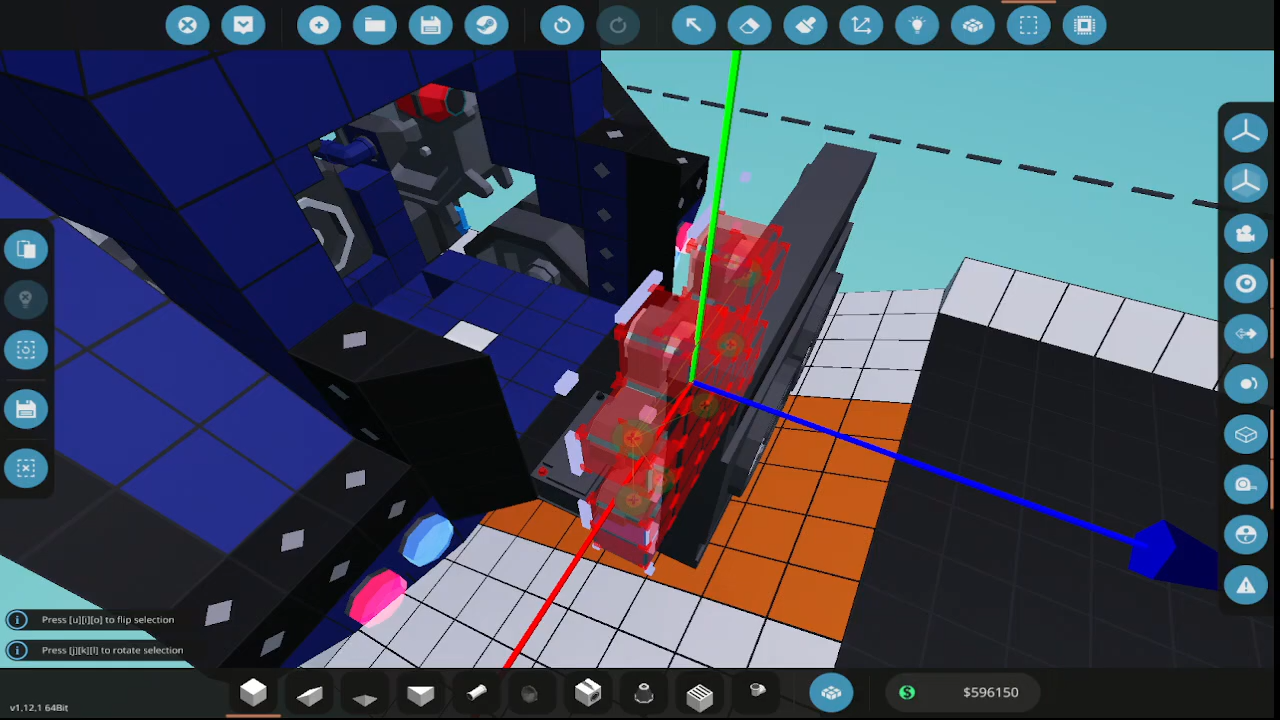 Press [u][i][o] to flip selection
Press [j][k][l] to rotate selection
v1.12.1 64Bit
$
$596150